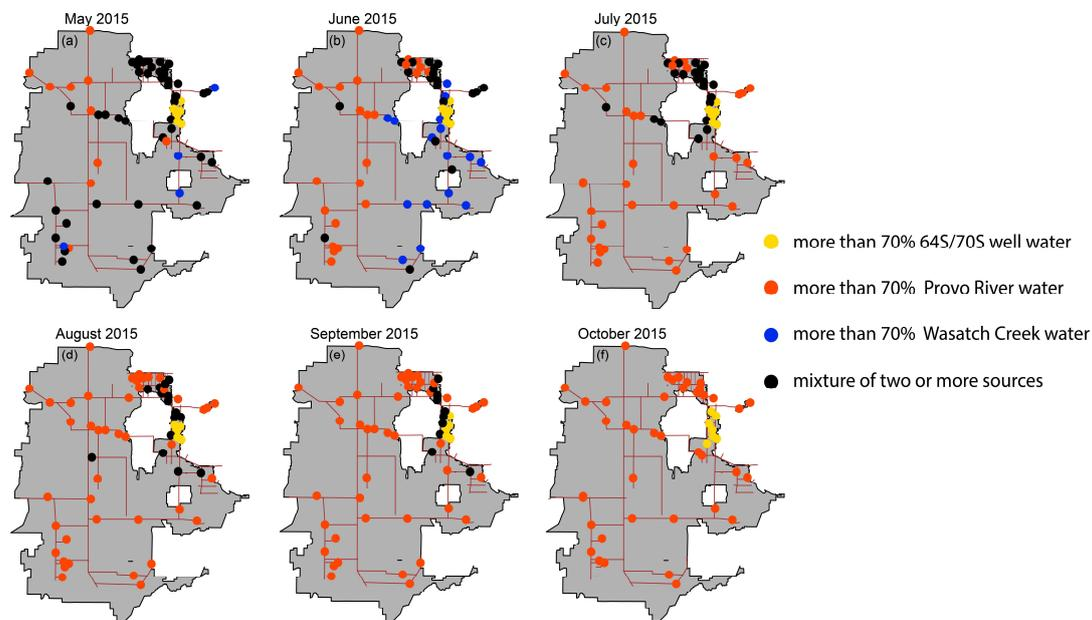 May 2015
June 2015
July 2015
(a)
(b)
(c)
more than 70% 64S/70S well water
more than 70% Provo River water
more than 70% Wasatch Creek water
mixture of two or more sources
August 2015
September 2015
October 2015
(d)
(e)
(f)